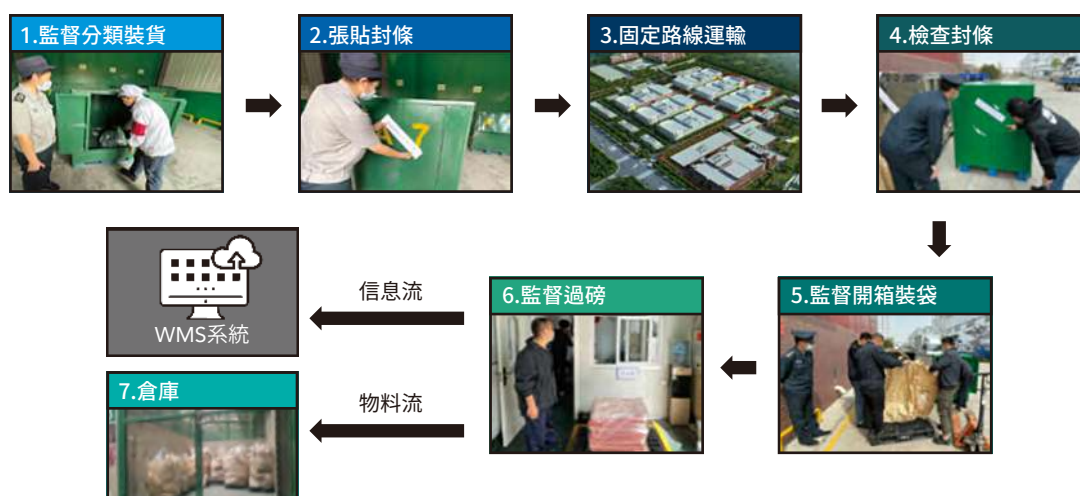 1.監督分類裝貨
2.張貼封條
3.固定路線運輸
4.檢查封條
5.監督開箱裝袋
6.監督過磅
信息流
WMS系統
物料流
7.倉庫